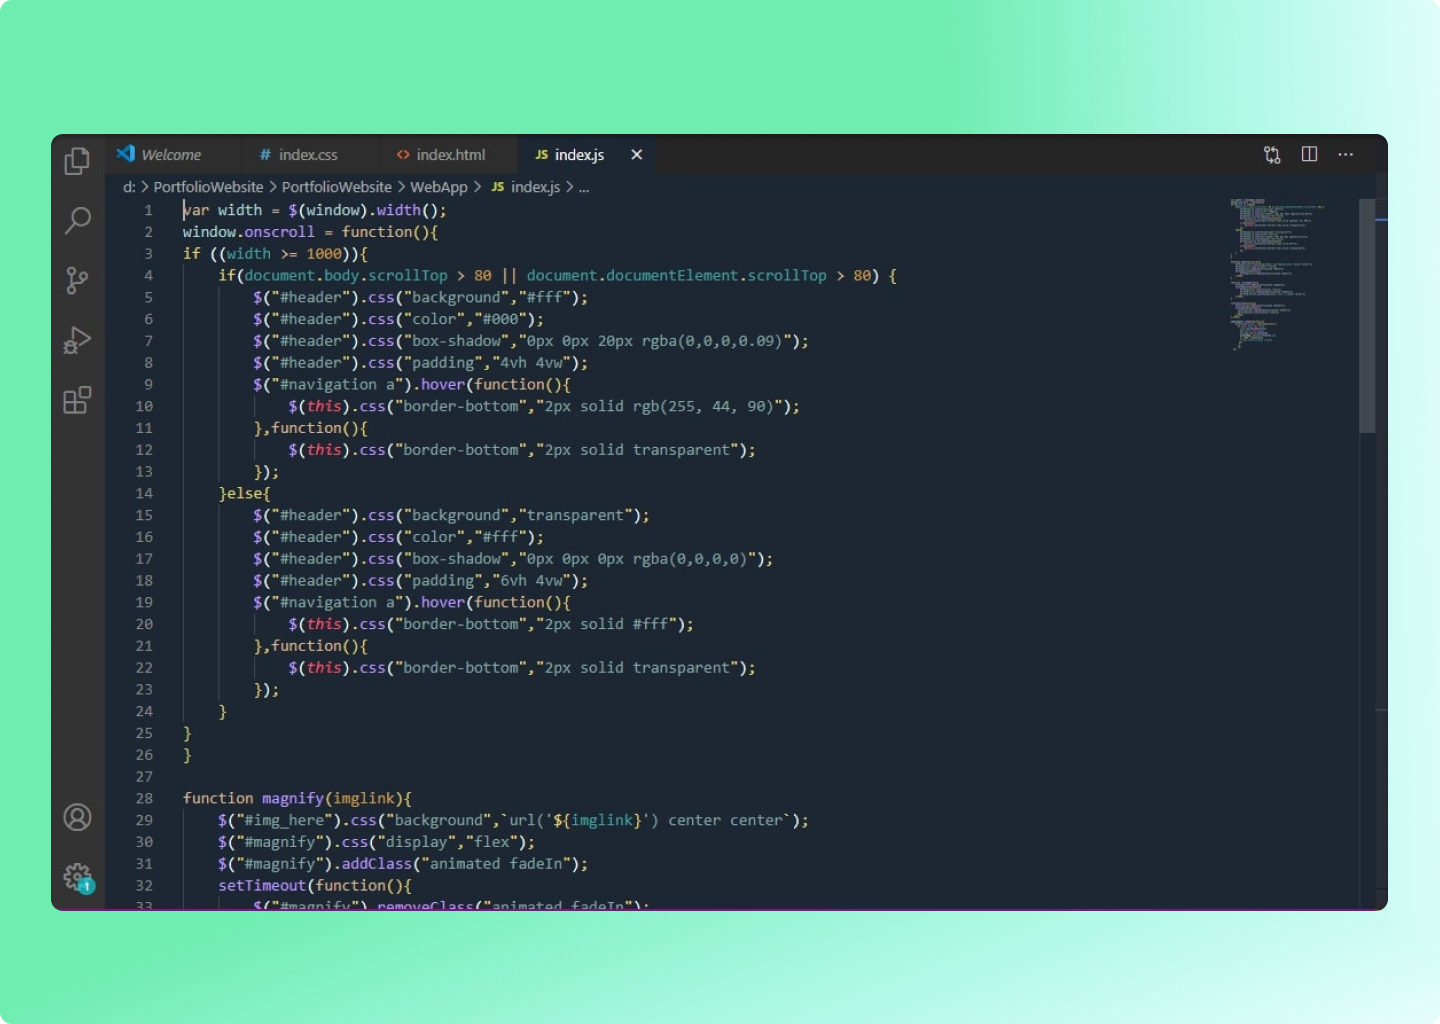 Welcome
# index.css
<> index.html
JS index.js
d: > PortfolioWebsite > PortfolioWebsite > WebApp > JS index.js > ...
1 var width = $(window).width();
2 window.onscroll = function(){
3 if ((width >= 1000)){
4 if(document.body.scrollTop > 80 || document.documentElement.scrollTop > 80) {
5 $("#header").css("background","#fff");
6 $("#header").css("color","#000");
7 $("#header").css("box-shadow","0px 0px 20px rgba(0,0,0,0.09)");
8 $("#header").css("padding","4vh 4vw");
9 $("#navigation a").hover(function(){
10 $(this).css("border-bottom","2px solid rgb(255, 44, 90)");
11 },function(){
12 $(this).css("border-bottom","2px solid transparent");
13 });
14 }else{
15 $("#header").css("background","transparent");
16 $("#header").css("color","#fff");
17 $("#header").css("box-shadow","0px 0px 0px rgba(0,0,0,0)");
18 $("#header").css("padding","6vh 4vw");
19 $("#navigation a").hover(function(){
20 $(this).css("border-bottom","2px solid #fff");
21 },function(){
22 $(this).css("border-bottom","2px solid transparent");
23 });
24 }
25 }
26 }
27
28 function magnify(imglink){
29 $("#img_here").css("background",`url('${imglink}') center center`);
30 $("#magnify").css("display","flex");
31 $("#magnify").addClass("animated fadeIn");
32 setTimeout(function(){
33 $("#magnify").removeClass("animated fadeIn");
1